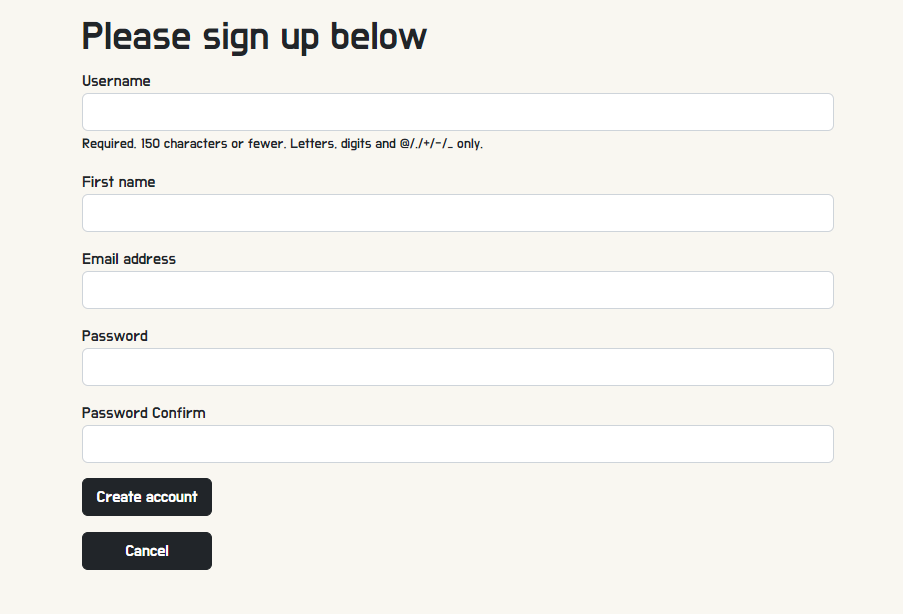 Please sign up below
Username
Required. 150 characters or fewer. Letters, digits and @/./+/-/_ only.
First name
Email address
Password
Password Confirm
Create account
Cancel